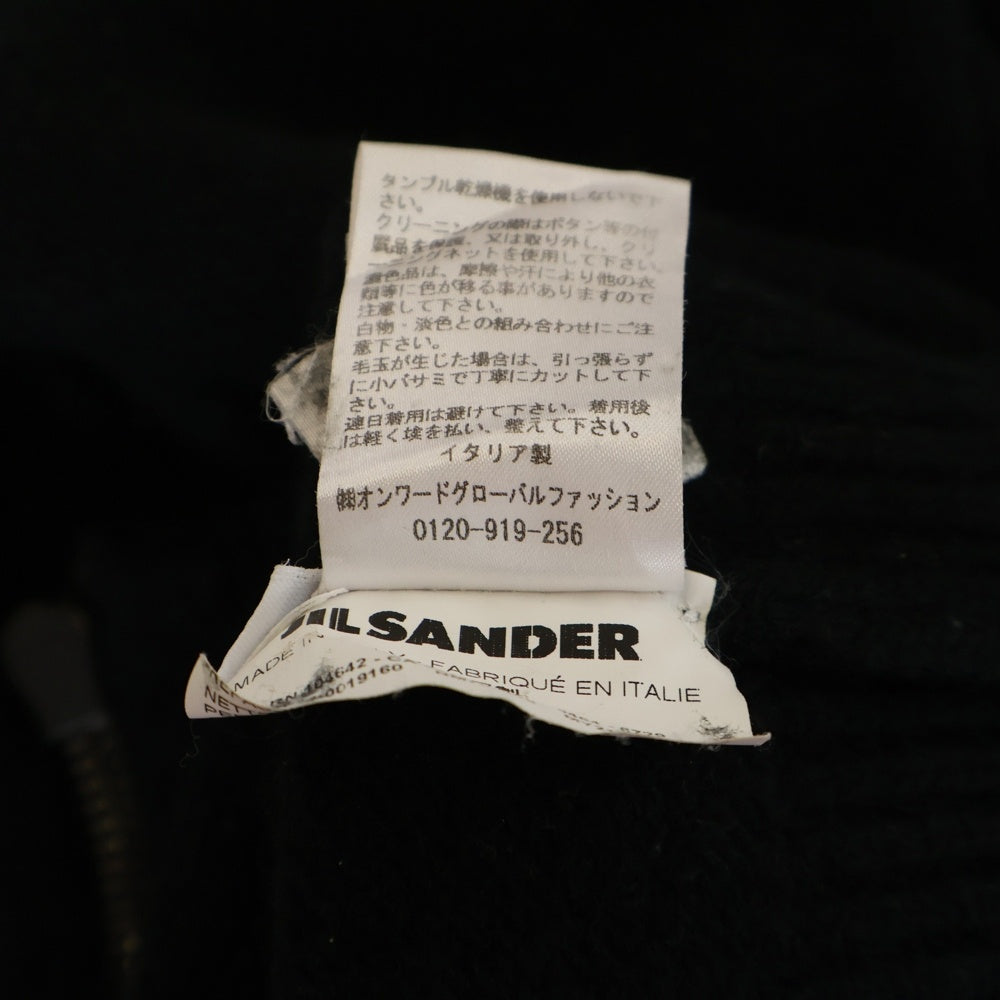 タンブル乾燥機を使用しないで下
さい。
クリーニングの際はボタン等の付
属品を保護、又は取り外し、クリ
ーニングネットを使用して下さい。
濃色品は、摩擦や汗により他の衣
類等に色が移る事がありますので
注意して下さい。
白物・淡色との組み合わせにご注
意下さい。
毛玉が生じた場合は、引っ張らず
に小バサミで丁寧にカットして下
さい。
連日着用は避けて下さい。着用後
は軽く埃を払い、整えて下さい。
イタリア製
㈱オンワードグローバルファッション
0120-919-256
JIL SANDER
MADE IN
FABRIQUÉ EN ITALIE
0019160